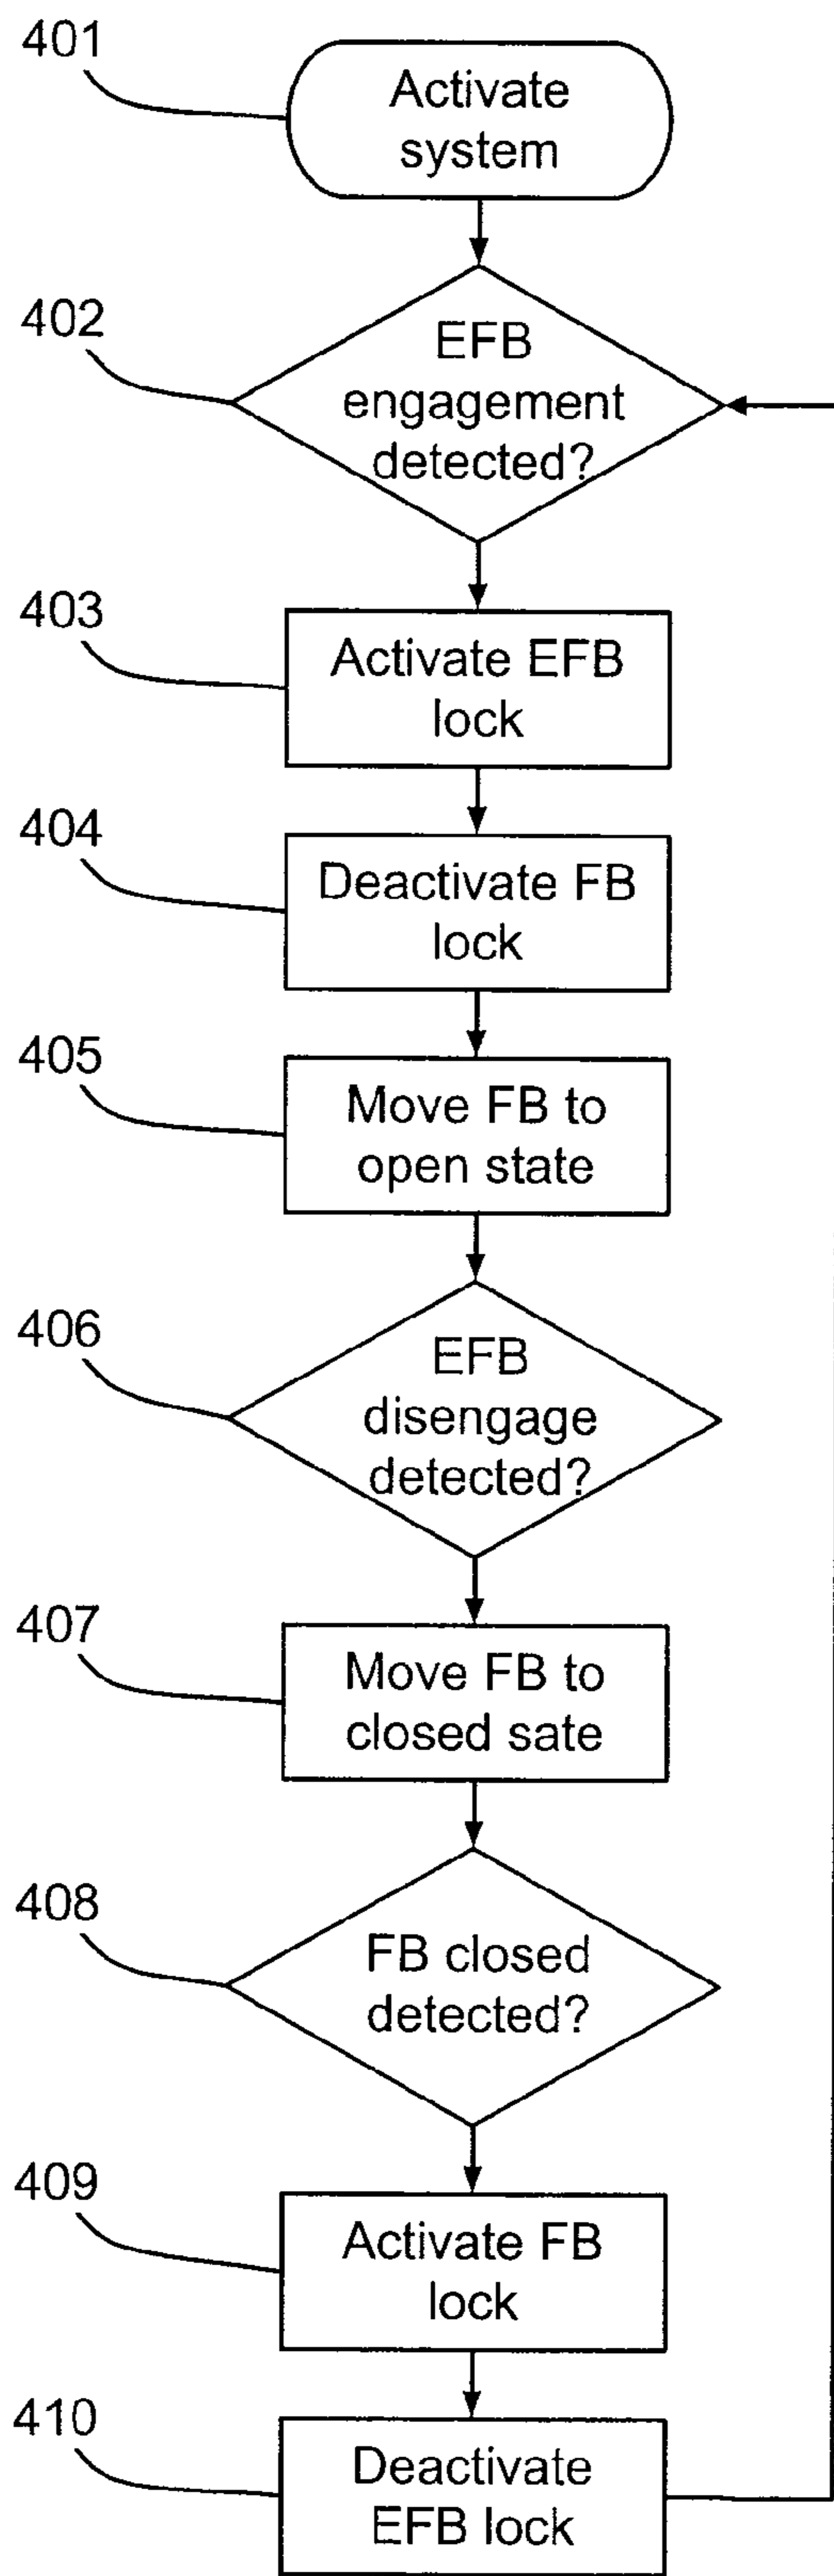 401
Activate
system
402
EFB
engagement
detected?
403
Activate EFB
lock
404
Deactivate FB
lock
405
Move FB to
open state
406
EFB
disengage
detected?
407
Move FB to
closed sate
408
FB closed
detected?
409
Activate FB
lock
410
Deactivate
EFB lock